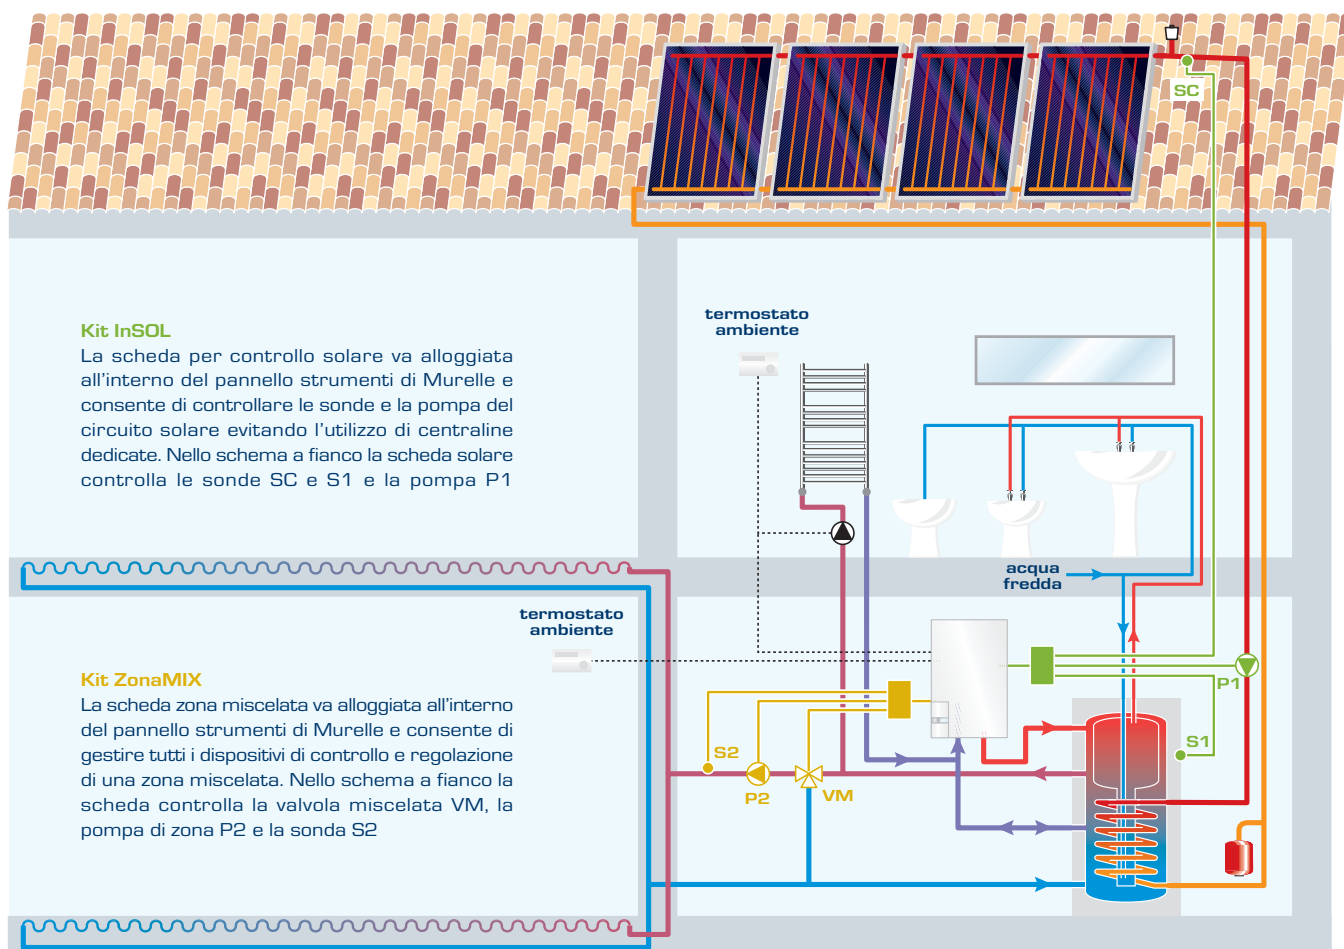 SC
Kit InSOL
La scheda per controllo solare va alloggiata
all’interno del pannello strumenti di Murelle e
consente di controllare le sonde e la pompa del
circuito solare evitando l’utilizzo di centraline
dedicate. Nello schema a fianco la scheda solare
controlla le sonde SC e S1 e la pompa P1
termostato
ambiente
acqua
fredda
termostato
ambiente
Kit ZonaMIX
La scheda zona miscelata va alloggiata all’interno
del pannello strumenti di Murelle e consente di
gestire tutti i dispositivi di controllo e regolazione
di una zona miscelata. Nello schema a fianco la
scheda controlla la valvola miscelata VM, la
pompa di zona P2 e la sonda S2
P1
S1
S2
P2
VM